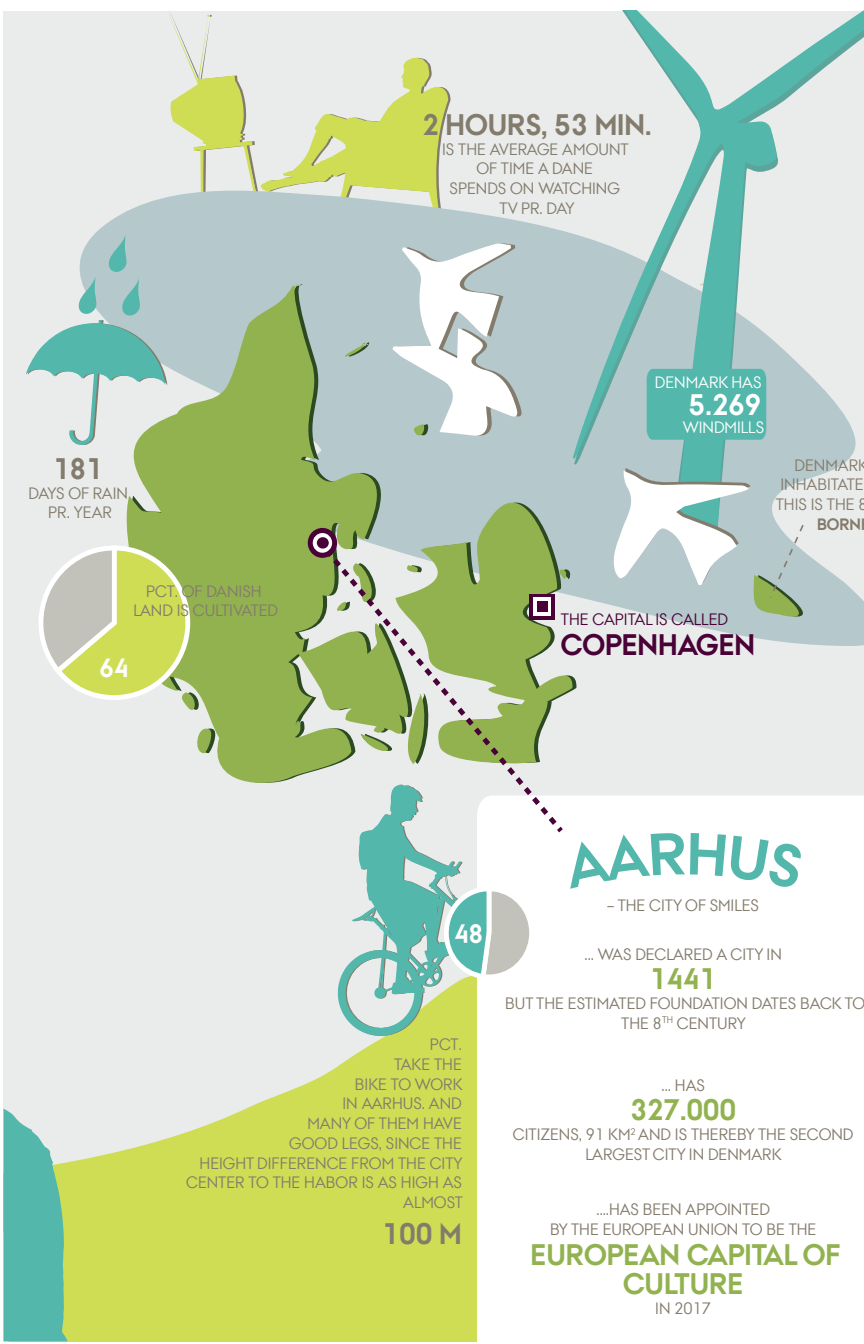 2 HOURS, 53 MIN.
IS THE AVERAGE AMOUNT
OF TIME A DANE
SPENDS ON WATCHING
TV PR. DAY
DENMARK HAS
5.269
WINDMILLS
181
DAYS OF RAIN
PR. YEAR
DENMARK
THIS IS THE
PCT. OF DANISH
LAND IS CULTIVATED
64
THE CAPITAL IS CALLED
COPENHAGEN
AARHUS
– THE CITY OF SMILES
48
... WAS DECLARED A CITY IN
1441
BUT THE ESTIMATED FOUNDATION DATES BACK TO
THE 8TH CENTURY
PCT.
TAKE THE
BIKE TO WORK
IN AARHUS. AND
MANY OF THEM HAVE
GOOD LEGS, SINCE THE
HEIGHT DIFFERENCE FROM THE CITY
CENTER TO THE HABOR IS AS HIGH AS
ALMOST
100 M
... HAS
327.000
CITIZENS, 91 KM² AND IS THEREBY THE SECOND
LARGEST CITY IN DENMARK
....HAS BEEN APPOINTED
BY THE EUROPEAN UNION TO BE THE
EUROPEAN CAPITAL OF
CULTURE
IN 2017